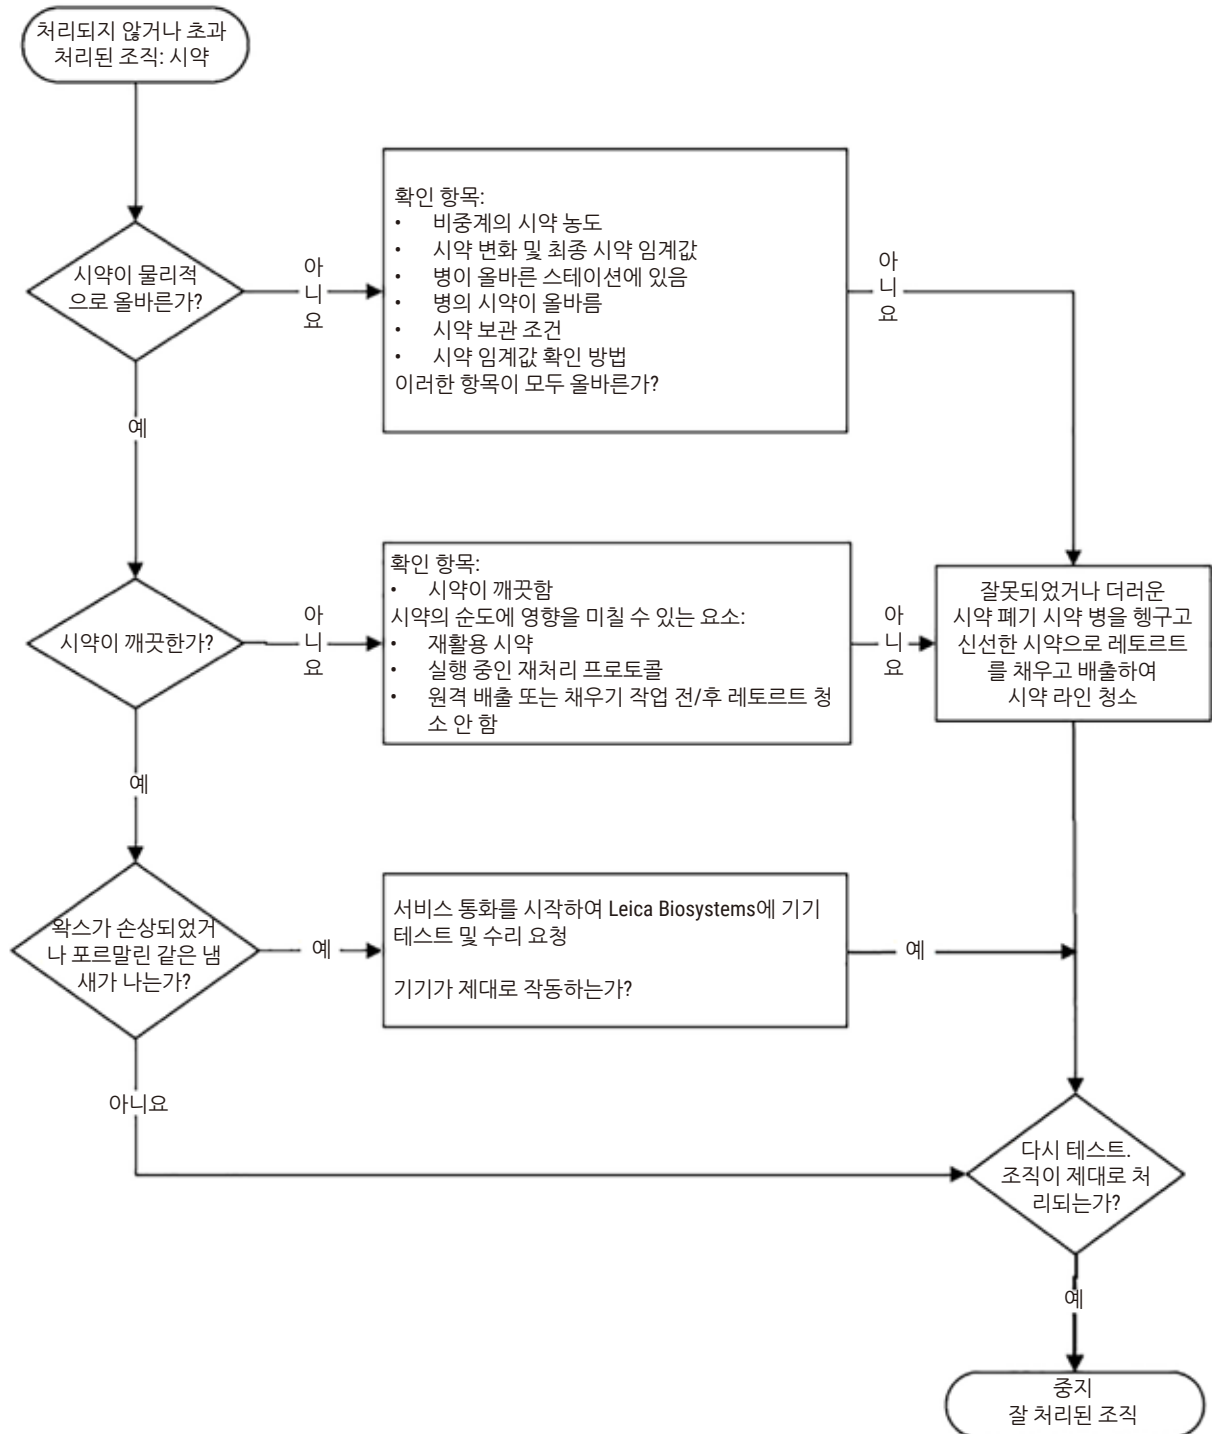 처리되지 않거나 초과
처리된 조직: 시약
확인 항목:
• 비중계의 시약 농도
• 시약 변화 및 최종 시약 임계값
• 병이 올바른 스테이션에 있음
• 병의 시약이 올바름
• 시약 보관 조건
• 시약 임계값 확인 방법
이러한 항목이 모두 올바른가?
시약이 물리적
으로 올바른가?
아
니
요
아
니
요
예
확인 항목:
• 시약이 깨끗함
시약의 순도에 영향을 미칠 수 있는 요소:
• 재활용 시약
• 실행 중인 재처리 프로토콜
• 원격 배출 또는 채우기 작업 전/후 레토르트 청
소 안 함
시약이 깨끗한가?
아
니
요
아
니
요
잘못되었거나 더러운
시약 폐기 시약 병을 헹구고
신선한 시약으로 레토르트
를 채우고 배출하여
시약 라인 청소
예
왁스가 손상되었거
나 포르말린 같은 냄
새가 나는가?
예
서비스 통화를 시작하여 Leica Biosystems에 기기
테스트 및 수리 요청
기기가 제대로 작동하는가?
예
아니요
다시 테스트.
조직이 제대로 처
리되는가?
예
중지
잘 처리된 조직